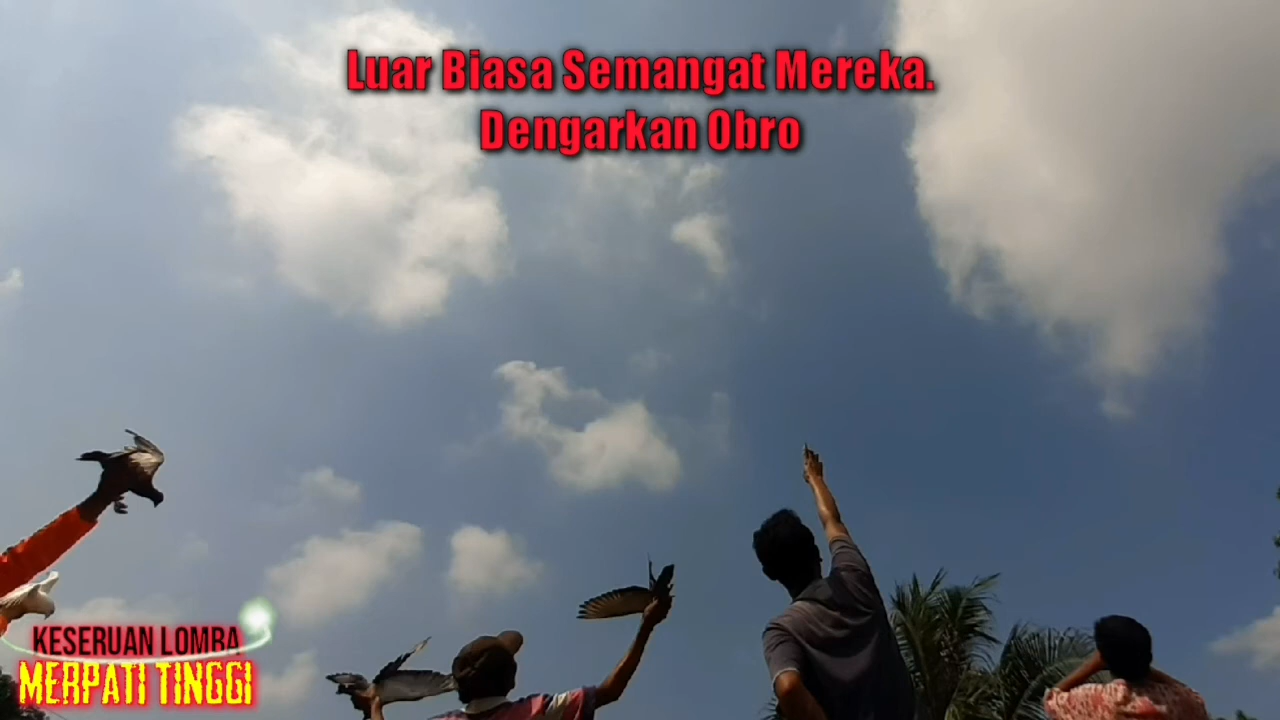 Luar Biasa Semangat Mereka.
Dengarkan Obro
KESERUAN LOMBA
MERPATI TINGGI